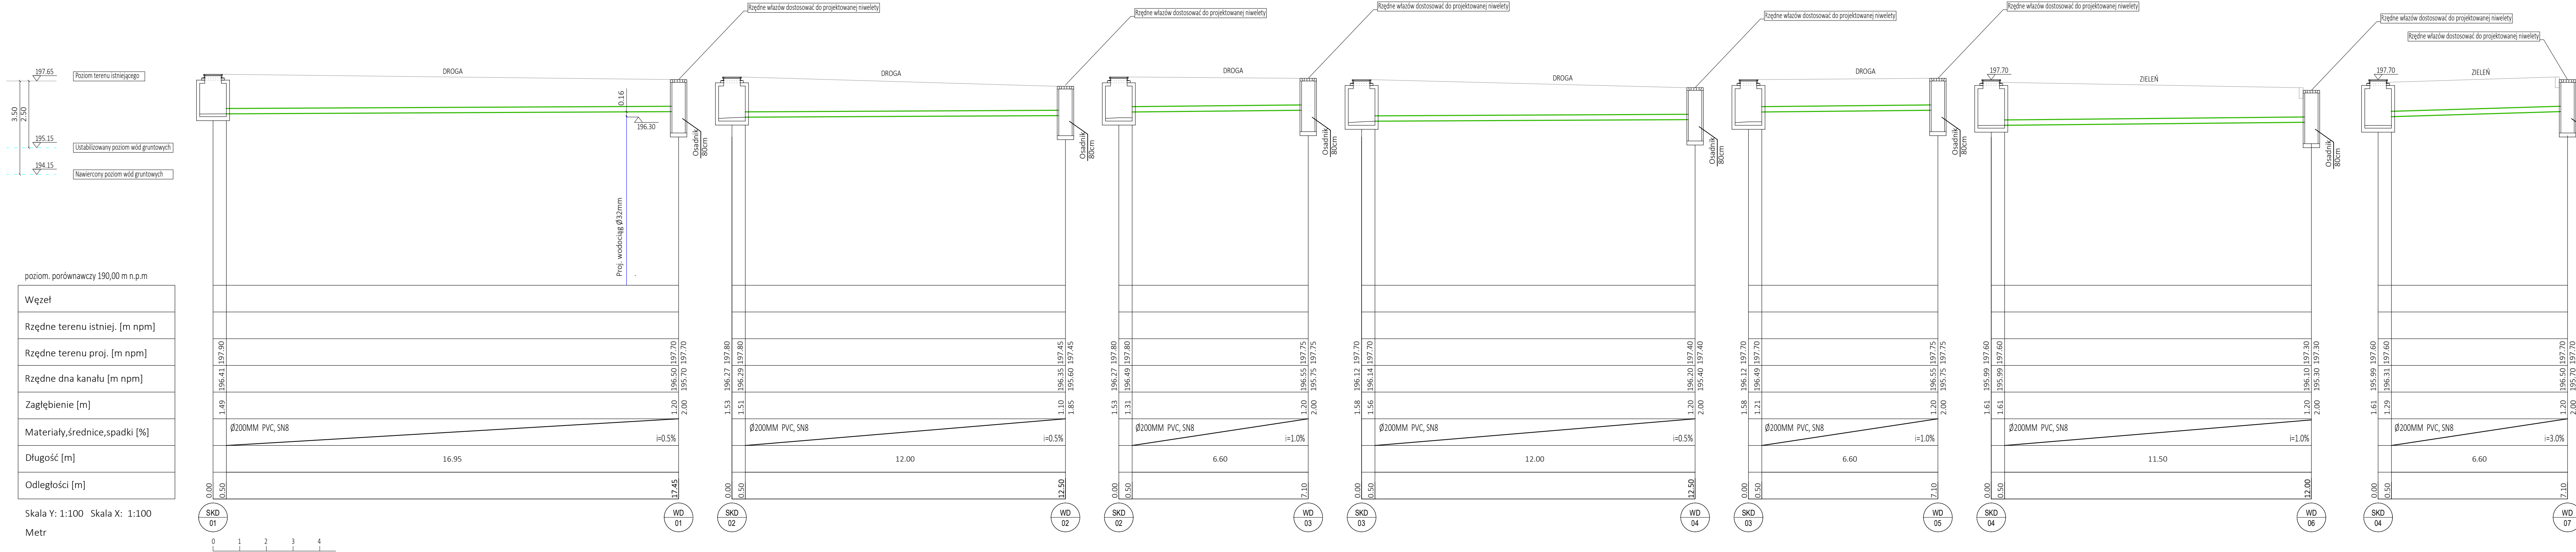 Rzędne włazów dostosować do projektowanej niwelety
Rzędne włazów dostosować do projektowanej niwelety
Rzędne włazów dostosować do projektowanej niwelety
Rzędne włazów dostosować do projektowanej niwelety
Rzędne włazów dostosować do projektowanej niwelety
Rzędne włazów dostosować do projektowanej niwelety
Rzędne włazów dostosować do projektowanej niwelety
197.65
Poziom terenu istniejącego
3.50
2.50
195.15
Ustabilizowany poziom wód gruntowych
194.15
Nawiercony poziom wód gruntowych
DROGA
DROGA
DROGA
DROGA
DROGA
197.70
ZIELEŃ
197.70
ZIELEŃ
0.16
196.30
Proj. wodociąg Ø32mm
Osadnik
80cm
Osadnik
80cm
Osadnik
80cm
Osadnik
80cm
Osadnik
80cm
Osadnik
80cm
poziom. porównawczy 190,00 m n.p.m
Węzeł
Rzędne terenu istniej. [m npm]
Rzędne terenu proj. [m npm]
197.90 197.70 197.70
197.80 197.80 197.45 197.45
197.80 197.80 197.75 197.75
197.70 197.70 197.40 197.40
197.70 197.70 197.75 197.75
197.60 197.60 197.30 197.30
197.60 197.60 197.70 197.70
Rzędne dna kanału [m npm]
196.41 196.50 195.70
196.27 196.29 196.35 195.60
196.27 196.49 196.55 195.75
196.12 196.14 196.20 195.40
196.12 196.49 196.55 195.75
195.99 195.99 196.10 195.30
195.99 196.31 196.50 195.70
Zagłębienie [m]
1.49 1.20 2.00
1.53 1.51 1.10 1.85
1.53 1.31 1.20 2.00
1.58 1.56 1.20 2.00
1.58 1.21 1.20 2.00
1.61 1.61 1.20 2.00
1.61 1.29 1.20 2.00
Materiały,średnice,spadki [%]
Ø200MM PVC, SN8 i=0.5%
Ø200MM PVC, SN8 i=0.5%
Ø200MM PVC, SN8 i=1.0%
Ø200MM PVC, SN8 i=0.5%
Ø200MM PVC, SN8 i=1.0%
Ø200MM PVC, SN8 i=1.0%
Ø200MM PVC, SN8 i=3.0%
Długość [m]
16.95
12.00
6.60
12.00
6.60
11.50
6.60
Odległości [m]
0.00 0.50 17.45
0.00 0.50 12.50
0.00 0.50 7.10
0.00 0.50 12.50
0.00 0.50 7.10
0.00 0.50 12.00
0.00 0.50 7.10
SKD 01
WD 01
SKD 02
WD 02
SKD 02
WD 03
SKD 03
WD 04
SKD 03
WD 05
SKD 04
WD 06
SKD 04
WD 07
Skala Y: 1:100 Skala X: 1:100
Metr
0 1 2 3 4